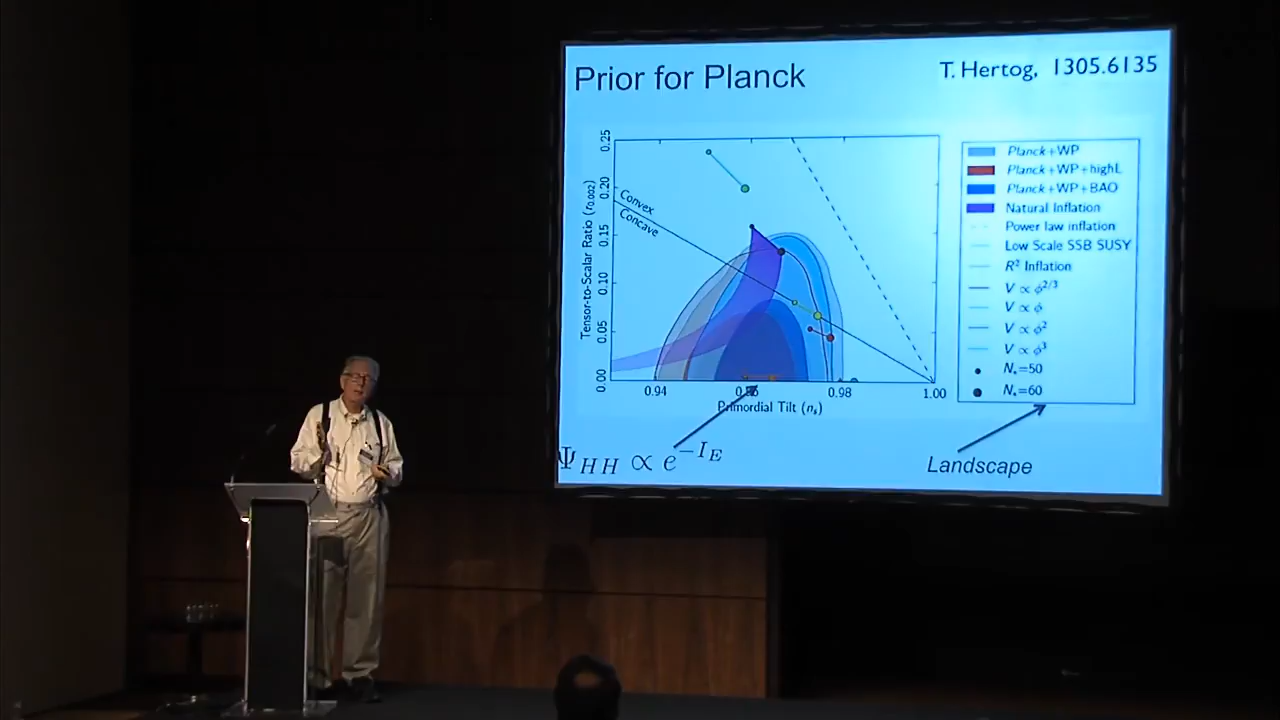 Prior for Planck
T. Hertog, 1305.6135
0.25
0.20
0.15
0.10
0.05
0.00
Tensor-to-Scalar Ratio (r0.002)
Convex
Concave
0.94
0.96
0.98
1.00
Primordial Tilt (ns)
Planck+WP
Planck+WP+highL
Planck+WP+BAO
Natural Inflation
Power law inflation
Low Scale SSB SUSY
R² Inflation
V ∝ φ^{2/3}
V ∝ φ
V ∝ φ²
V ∝ φ³
N*=50
N*=60
Ψ_{HH} ∝ e^{-I_E}
Landscape